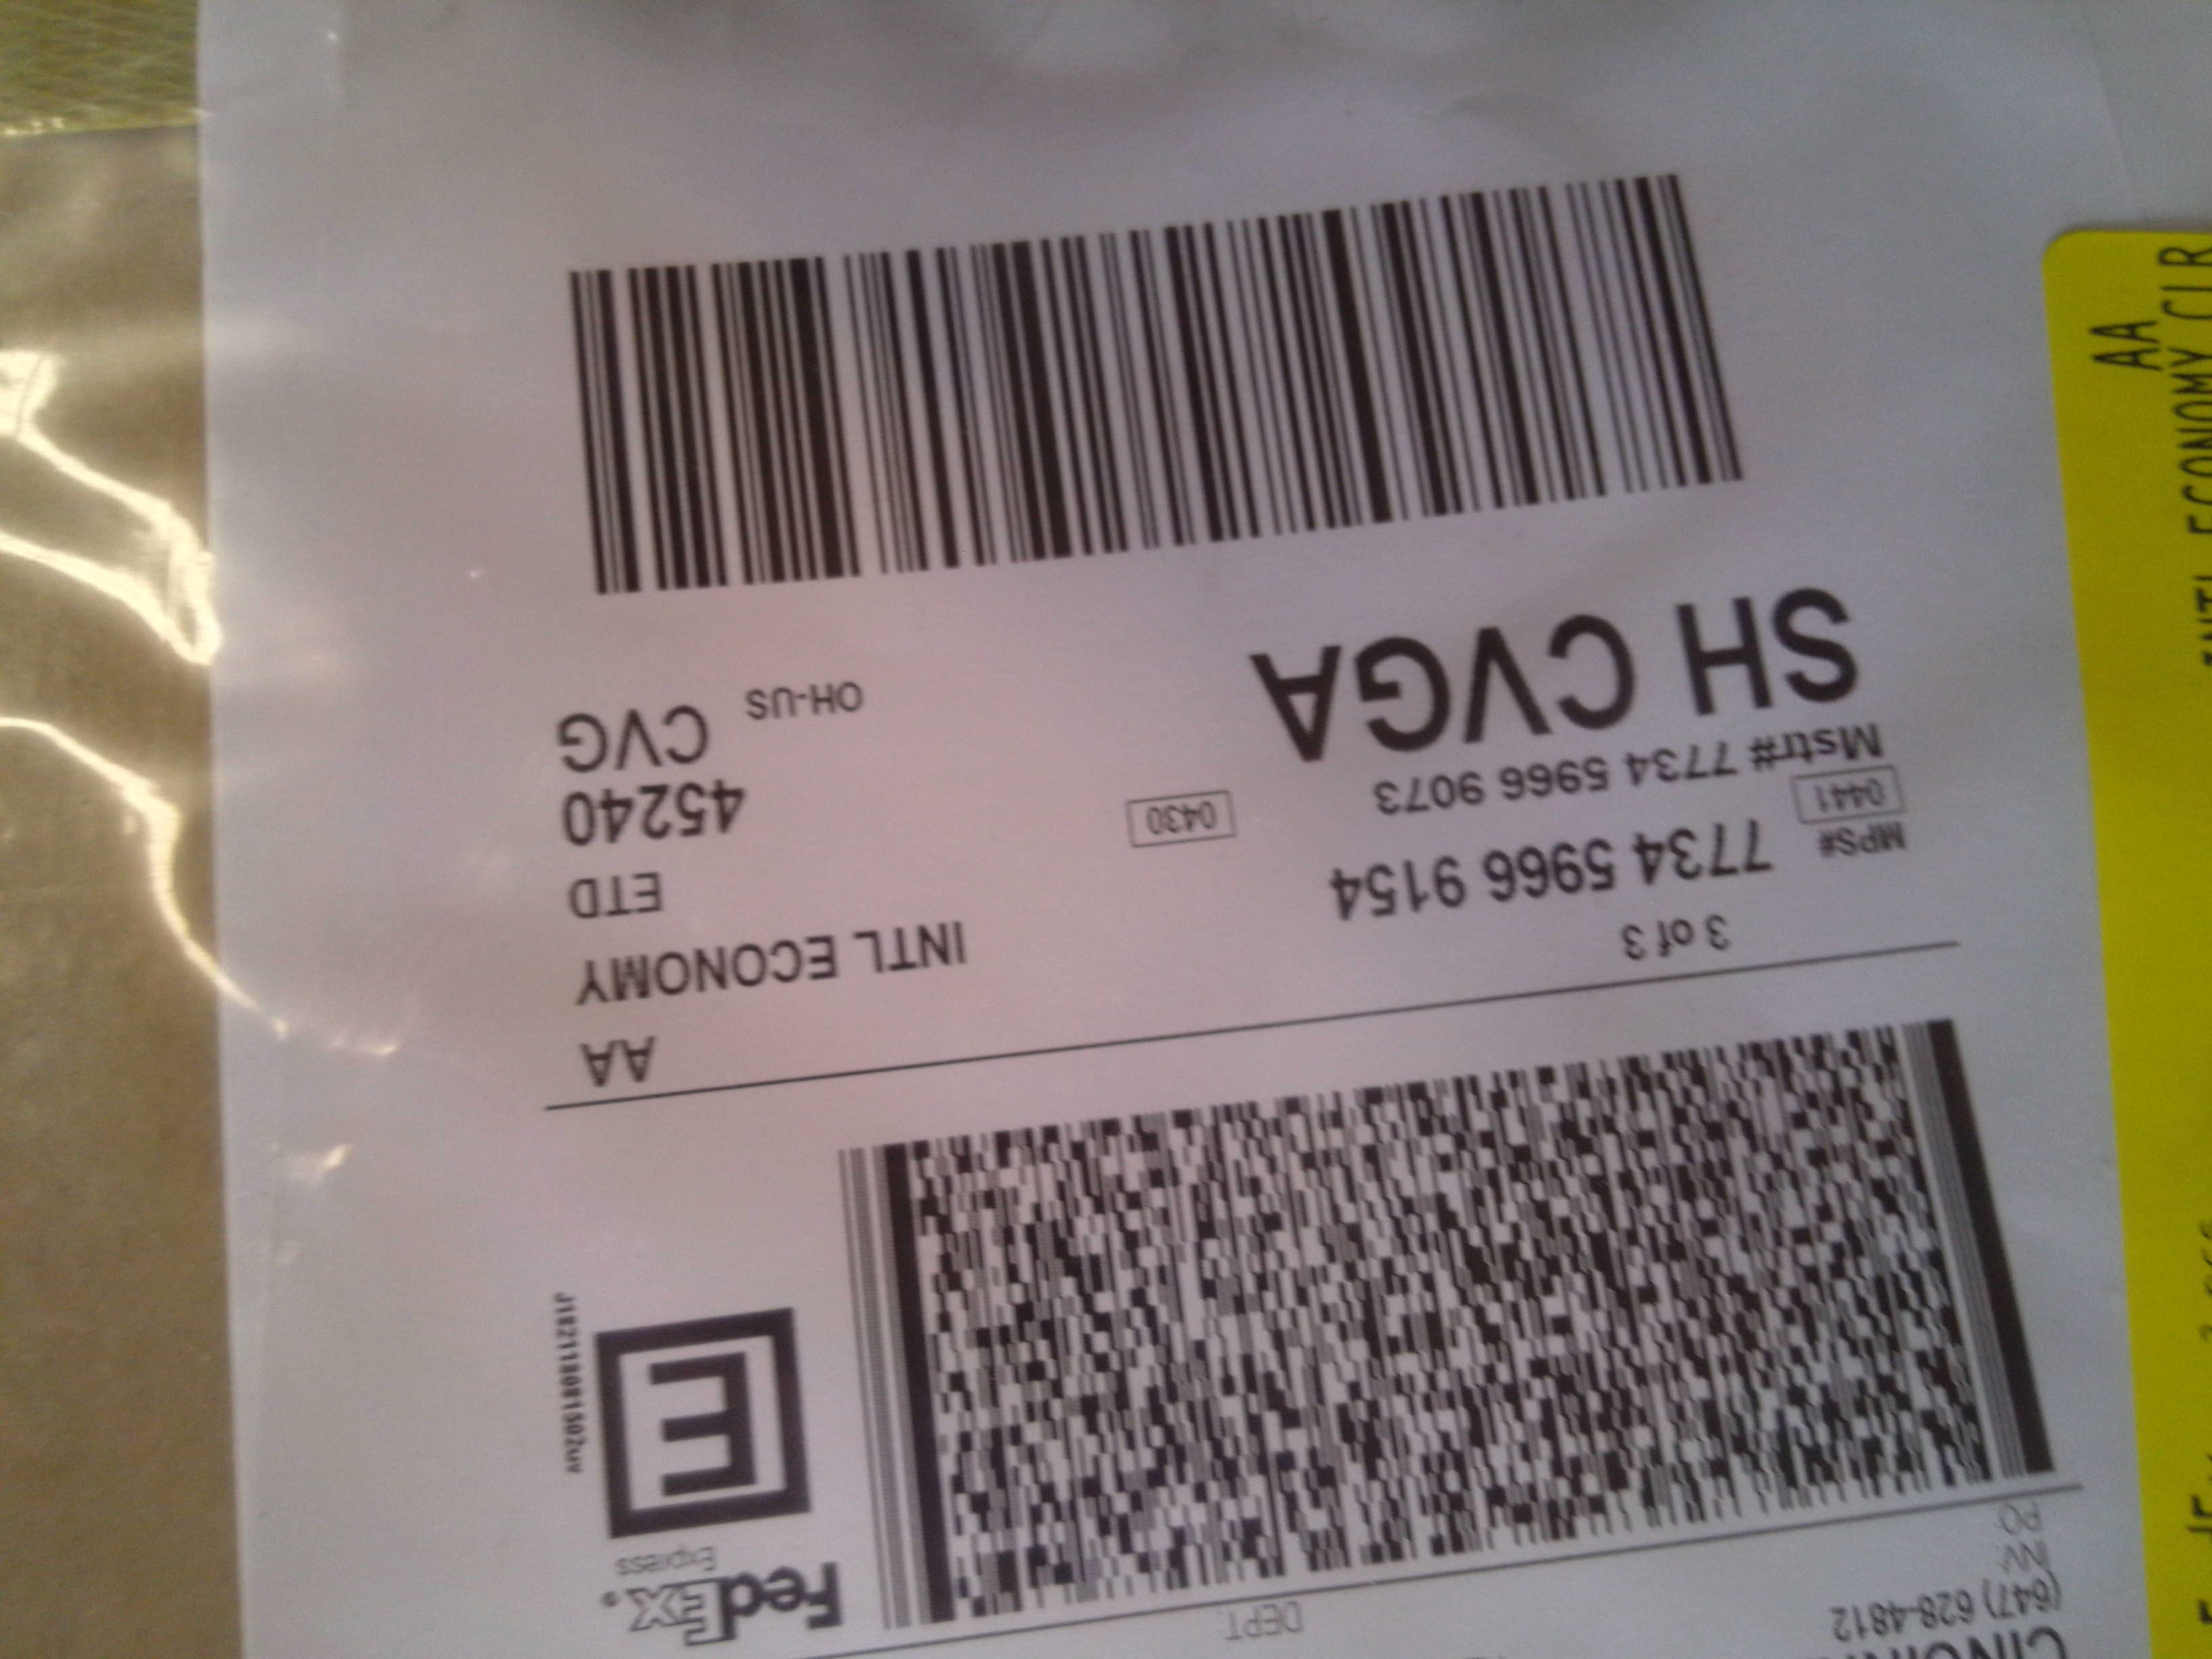 (647) 628-4812
INV:
PO:
DEPT:
FedEx®
Express
E
J182118081502uv
3 of 3
MPS# 7734 5966 9154
0441
Mstr# 7734 5966 9073
0430
SH CVGA
AA
INTL ECONOMY
ETD
45240
OH-US CVG
AA
INTL ECONOMY CLR